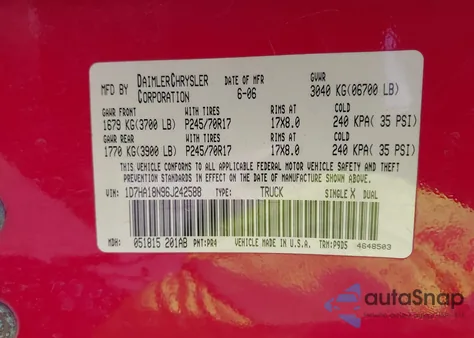 MFD BY DAIMLERCHRYSLER CORPORATION DATE OF MFR 6-06 GVWR 3040 KG(06700 LB)
GAWR FRONT WITH TIRES RIMS AT COLD
1679 KG(3700 LB) P245/70R17 17X8.0 240 KPA( 35 PSI)
GAWR REAR WITH TIRES RIMS AT COLD
1770 KG(3900 LB) P245/70R17 17X8.0 240 KPA( 35 PSI)
THIS VEHICLE CONFORMS TO ALL APPLICABLE FEDERAL MOTOR VEHICLE SAFETY AND THEFT
PREVENTION STANDARDS IN EFFECT ON THE DATE OF MANUFACTURE SHOWN ABOVE.
VIN: 1D7HA18N96J242588 TYPE: TRUCK SINGLE X DUAL
MDH: 051815 201AB PNT:PR4 VEHICLE MADE IN U.S.A. TRM:P9D5 4648503
autaSnap